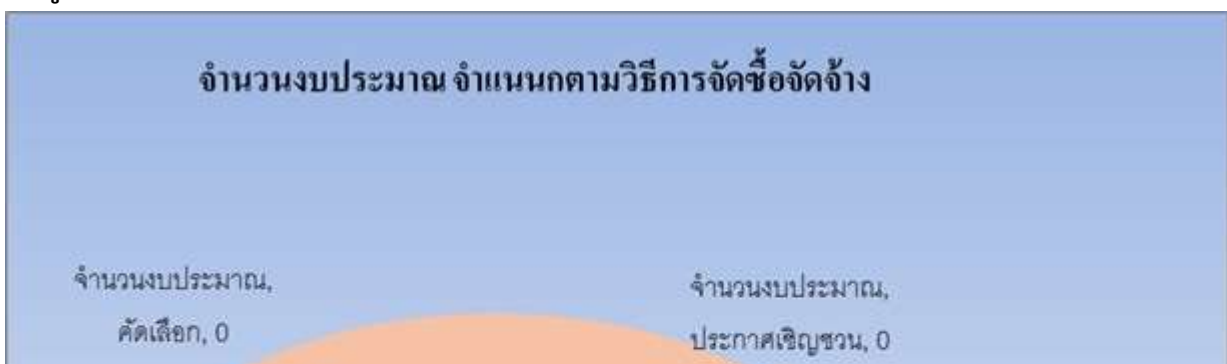 จำนวนงบประมาณ จำแนนกตามวิธีการจัดซื้อจัดจ้าง
จำนวนงบประมาณ,
คัดเลือก, 0
จำนวนงบประมาณ,
ประกาศเชิญชวน, 0